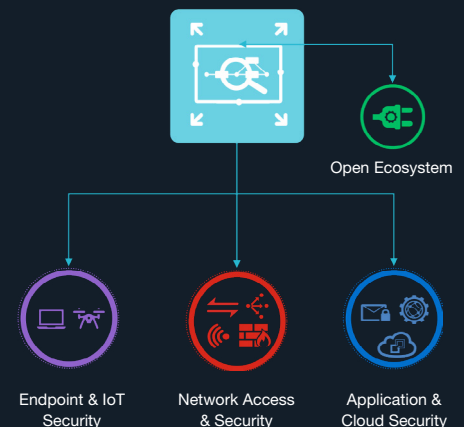 Open Ecosystem
Endpoint & IoT
Security
Network Access
& Security
Application &
Cloud Security